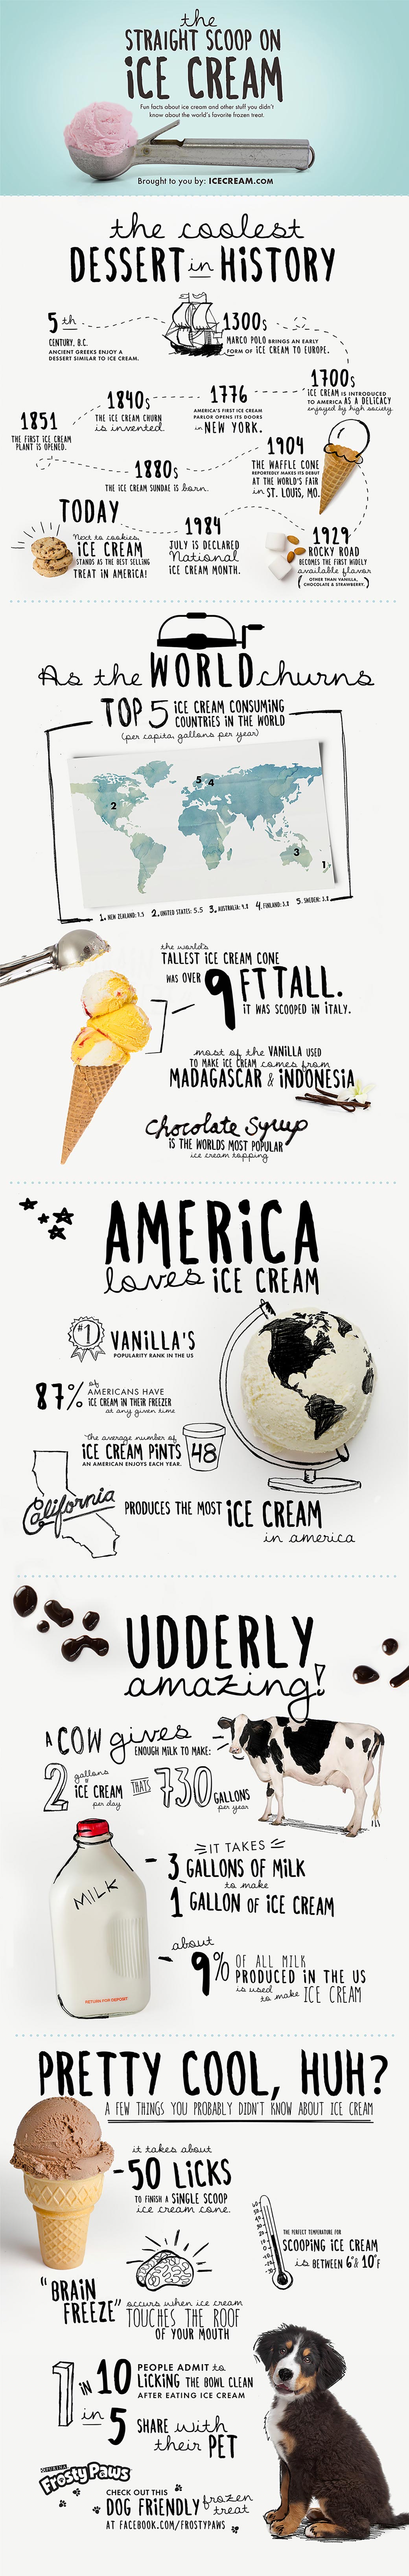 the
STRAIGHT SCOOP ON
iCE CREAM
Fun facts about ice cream and other stuff you didn't
know about the world's favorite frozen treat.
Brought to you by: ICECREAM.COM
the coolest
DESSERT in HiSTORY
5th
CENTURY, B.C.
ANCIENT GREEKS ENJOY A
DESSERT SIMILAR TO ICE CREAM.
1300s
MARCO POLO BRINGS AN EARLY
FORM OF ICE CREAM TO EUROPE.
1700s
ICE CREAM IS INTRODUCED
TO AMERICA AS A DELICACY
enjoyed by high society
1776
AMERICA'S FIRST ICE CREAM
PARLOR OPENS ITS DOORS
in NEW YORK.
1840s
THE ICE CREAM CHURN
is invented.
1851
THE FIRST ICE CREAM
PLANT IS OPENED.
1880s
THE ICE CREAM SUNDAE IS born.
1904
THE WAFFLE CONE
REPORTEDLY MAKES ITS DEBUT
AT THE WORLD'S FAIR
in ST. LOUIS, MO.
1929
ROCKY ROAD
BECOMES THE FIRST WIDELY
available flavor
(OTHER THAN VANILLA,
CHOCOLATE & STRAWBERRY.)
1984
JULY IS DECLARED
National
ICE CREAM MONTH.
TODAY
Next to cookies,
iCE CREAM
STANDS AS THE BEST SELLING
TREAT IN AMERICA!
As the WORLD churns
TOP 5 iCE CREAM CONSUMING
COUNTRIES IN THE WORLD
(per capita, gallons per year)
5 4
2
3
1
1. NEW ZEALAND: 7.5 2. UNITED STATES: 5.5 3. AUSTRALIA: 4.8 4. FINLAND: 3.8 5. SWEDEN: 3.2
the world's
TALLEST iCE CREAM CONE
WAS OVER 9 FT TALL.
IT WAS SCOOPED IN iTALY.
most of the VANiLLA USED
TO MAKE ICE CREAM comes from
MADAGASCAR & iNDONESiA
Chocolate Syrup
IS THE WORLDS MOST POPULAR
ice cream topping
AMERiCA
loves iCE CREAM
#1 VANiLLA'S
POPULARITY RANK IN THE US
87% of
AMERICANS HAVE
ICE CREAM IN THEIR FREEZER
at any given time
The average number of
iCE CREAM PiNTS
AN AMERICAN ENJOYS EACH YEAR.
48
California PRODUCES THE MOST iCE CREAM
in america
UDDERLY
amazing!
A COW gives
ENOUGH MILK TO MAKE:
2 gallons
of
iCE CREAM
per day
THAT'S 730 GALLONS
per year
MILK
RETURN FOR DEPOSIT
IT TAKES
3 GALLONS OF MiLK
to make
1 GALLON OF iCE CREAM
about
9% OF ALL MILK
PRODUCED IN THE US
is used
to make ICE CREAM
PRETTY COOL, HUH?
A FEW THINGS YOU PROBABLY DIDN'T KNOW ABOUT ICE CREAM
it takes about
50 LiCKS
TO FINISH A SINGLE SCOOP
ice cream cone.
THE PERFECT TEMPERATURE FOR
SCOOPING iCE CREAM
is BETWEEN 6° & 10°F
"BRAiN
FREEZE" occurs when ice cream
TOUCHES THE ROOF
OF YOUR MOUTH
1 iN 10 PEOPLE ADMIT to
LiCKiNG THE BOWL CLEAN
AFTER EATING ICE CREAM
in 5 SHARE with
their PET
PURINA
Frosty Paws
CHECK OUT THIS
DOG FRiENDLY frozen
treat
AT FACEBOOK.COM/FROSTYPAWS